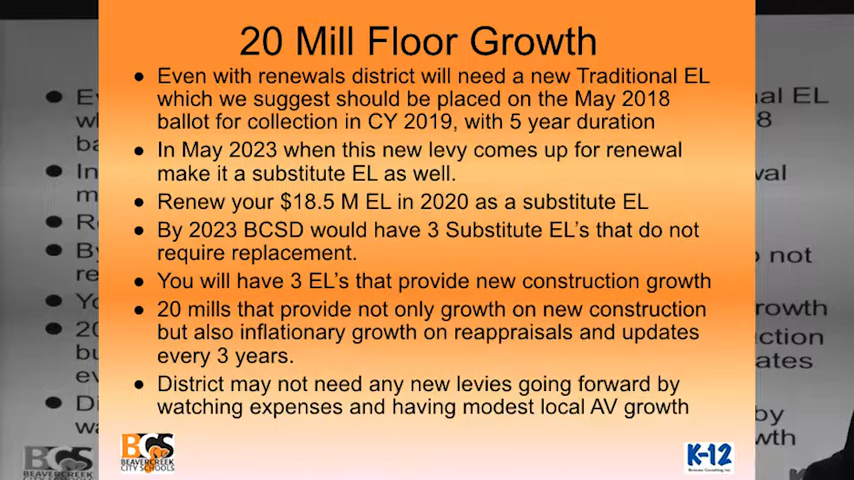 20 Mill Floor Growth
● Even with renewals district will need a new Traditional EL
which we suggest should be placed on the May 2018
ballot for collection in CY 2019, with 5 year duration
● In May 2023 when this new levy comes up for renewal
make it a substitute EL as well.
● Renew your $18.5 M EL in 2020 as a substitute EL
● By 2023 BCSD would have 3 Substitute EL's that do not
require replacement.
● You will have 3 EL's that provide new construction growth
● 20 mills that provide not only growth on new construction
but also inflationary growth on reappraisals and updates
every 3 years.
● District may not need any new levies going forward by
watching expenses and having modest local AV growth
BCS
BEAVERCREEK
CITY SCHOOLS
K-12